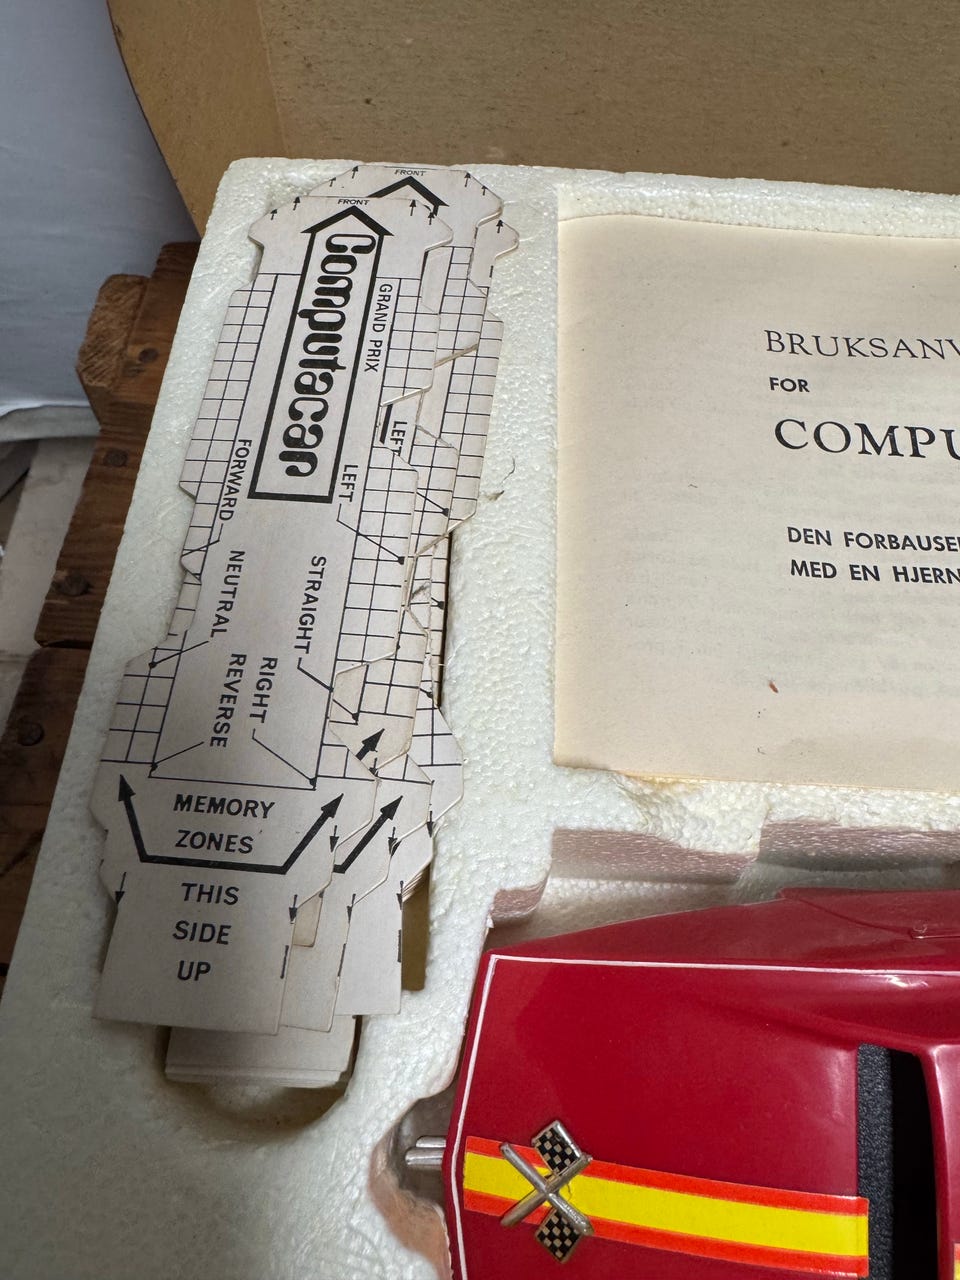 FRONT
FRONT
Computacar
GRAND PRIX
LEFT
LEFT
FORWARD
NEUTRAL
STRAIGHT
RIGHT
REVERSE
MEMORY
ZONES
THIS
SIDE
UP
BRUKSANV
FOR
COMPU
DEN FORBAUSE
MED EN HJERN